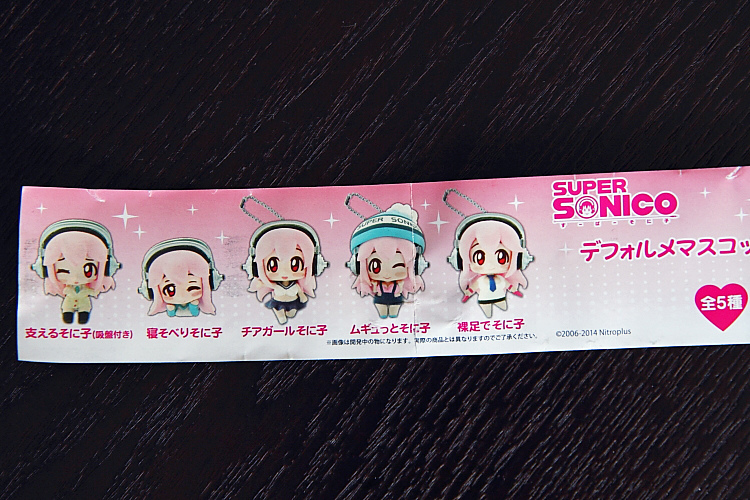 SUPER
SONICO
すーぱーそに子
デフォルメマスコッ
全5種
支えるそに子(吸盤付き)
寝そべりそに子
チアガールそに子
ムギュっとそに子
裸足でそに子
※画像は開発中の物になります。実際の商品とは異なりますのでご了承ください。
©2006-2014 Nitroplus
SUPER SONI